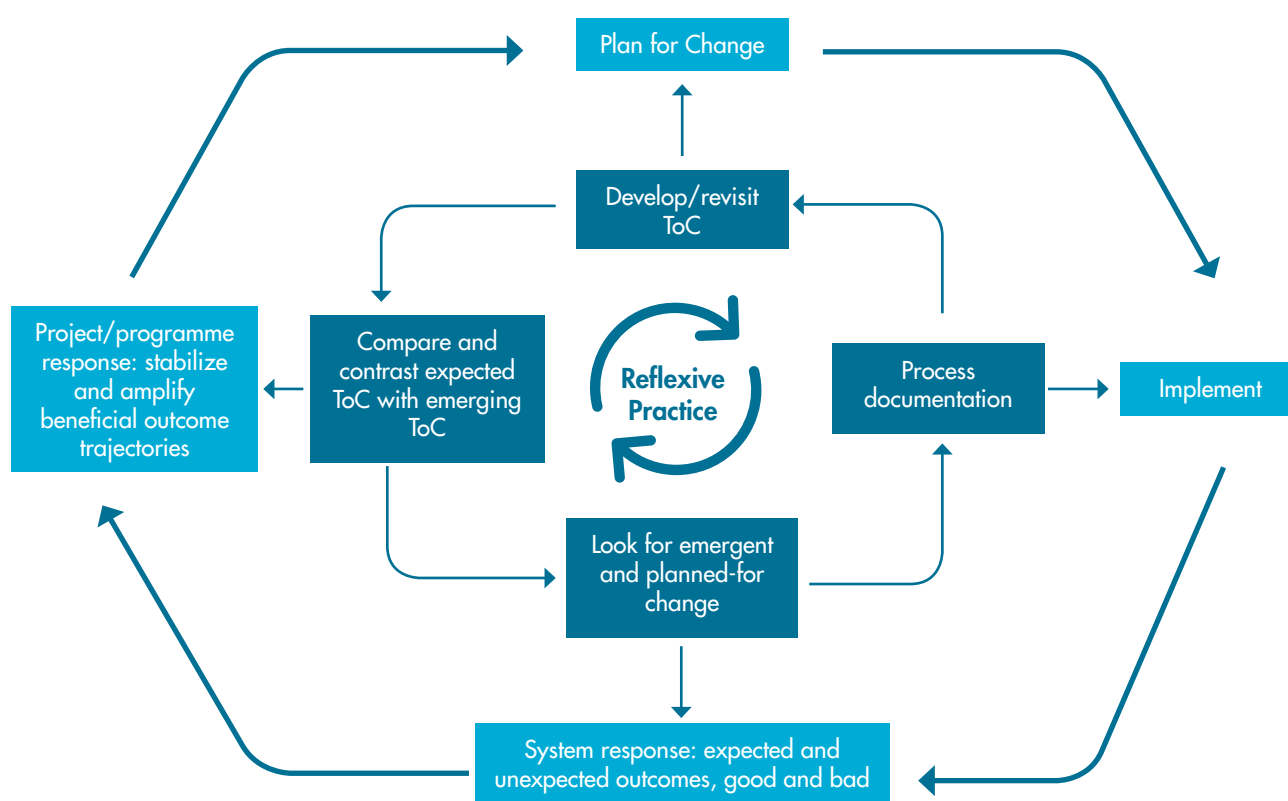 Plan for Change
Develop/revisit
ToC
Project/programme
response: stabilize
and amplify
beneficial outcome
trajectories
Compare and
contrast expected
ToC with emerging
ToC
Reflexive
Practice
Process
documentation
Implement
Look for emergent
and planned-for
change
System response: expected and
unexpected outcomes, good and bad